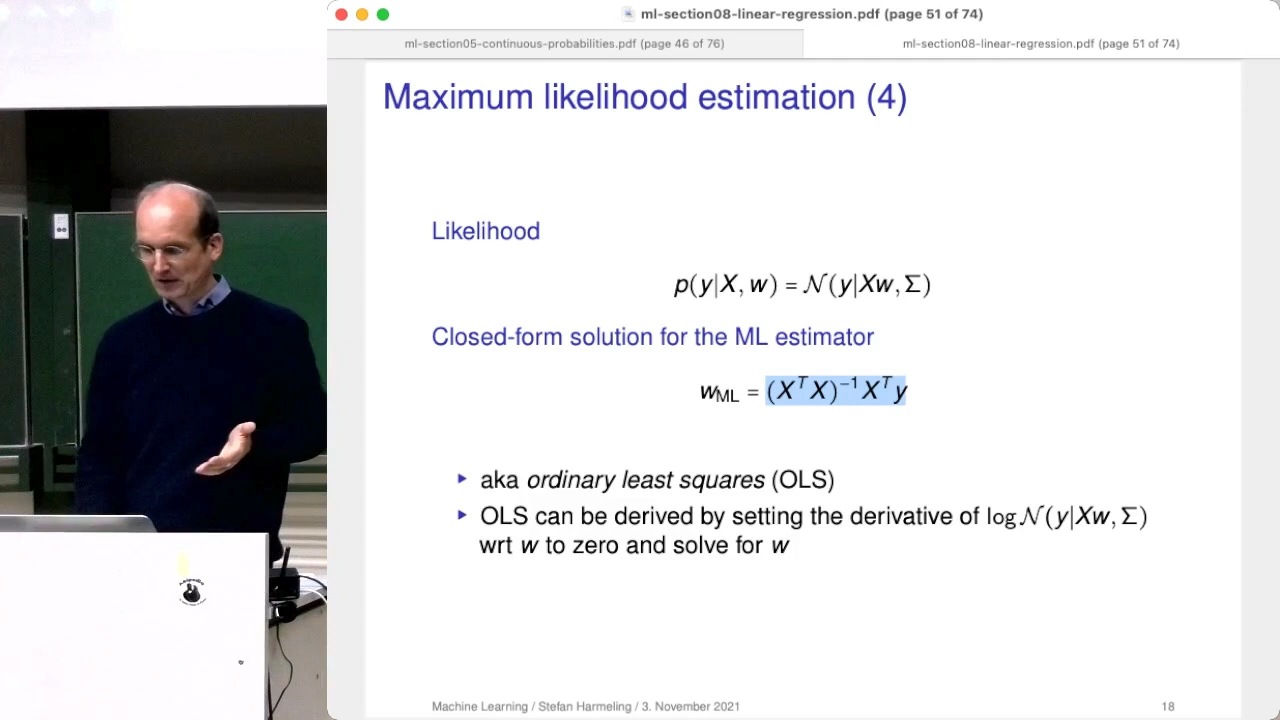 ml-section08-linear-regression.pdf (page 51 of 74)
ml-section05-continuous-probabilities.pdf (page 46 of 76)
ml-section08-linear-regression.pdf (page 51 of 74)
Maximum likelihood estimation (4)
Likelihood
p(y|X, w) = 𝒩(y|Xw, Σ)
Closed-form solution for the ML estimator
w_ML = (XᵀX)⁻¹Xᵀy
▸ aka ordinary least squares (OLS)
▸ OLS can be derived by setting the derivative of log 𝒩(y|Xw, Σ)
wrt w to zero and solve for w
Machine Learning / Stefan Harmeling / 3. November 2021
18